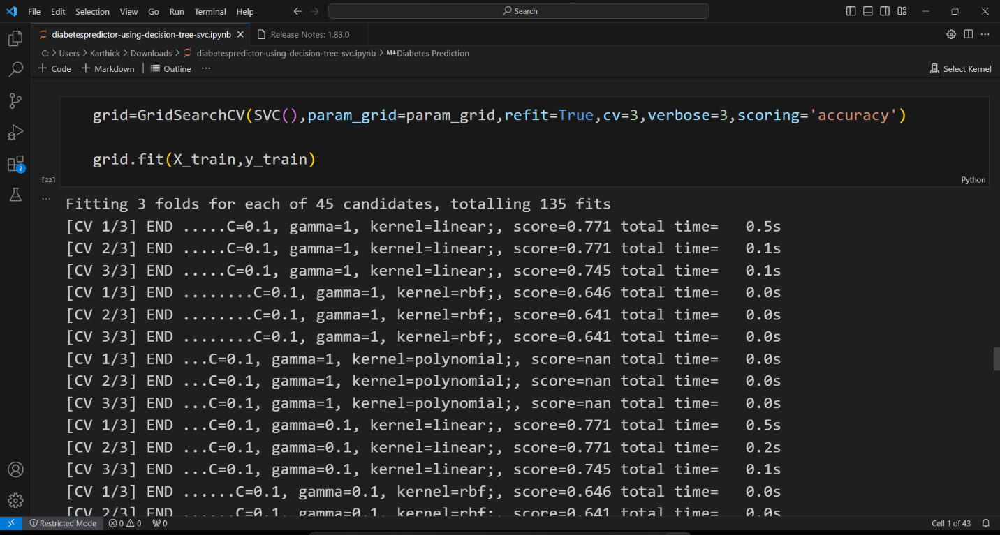 File Edit Selection View Go Run Terminal Help
Search
diabetespredictor-using-decision-tree-svc.ipynb
Release Notes: 1.83.0
C: > Users > Karthick > Downloads > diabetespredictor-using-decision-tree-svc.ipynb > M↓Diabetes Prediction
+ Code + Markdown | Outline ...
Select Kernel
grid=GridSearchCV(SVC(),param_grid=param_grid,refit=True,cv=3,verbose=3,scoring='accuracy')
grid.fit(X_train,y_train)
[22]
Python
2
...
Fitting 3 folds for each of 45 candidates, totalling 135 fits
[CV 1/3] END .....C=0.1, gamma=1, kernel=linear;, score=0.771 total time=   0.5s
[CV 2/3] END .....C=0.1, gamma=1, kernel=linear;, score=0.771 total time=   0.1s
[CV 3/3] END .....C=0.1, gamma=1, kernel=linear;, score=0.745 total time=   0.1s
[CV 1/3] END ........C=0.1, gamma=1, kernel=rbf;, score=0.646 total time=   0.0s
[CV 2/3] END ........C=0.1, gamma=1, kernel=rbf;, score=0.641 total time=   0.0s
[CV 3/3] END ........C=0.1, gamma=1, kernel=rbf;, score=0.641 total time=   0.0s
[CV 1/3] END ...C=0.1, gamma=1, kernel=polynomial;, score=nan total time=   0.0s
[CV 2/3] END ...C=0.1, gamma=1, kernel=polynomial;, score=nan total time=   0.0s
[CV 3/3] END ...C=0.1, gamma=1, kernel=polynomial;, score=nan total time=   0.0s
[CV 1/3] END ...C=0.1, gamma=0.1, kernel=linear;, score=0.771 total time=   0.5s
[CV 2/3] END ...C=0.1, gamma=0.1, kernel=linear;, score=0.771 total time=   0.2s
[CV 3/3] END ...C=0.1, gamma=0.1, kernel=linear;, score=0.745 total time=   0.1s
[CV 1/3] END ......C=0.1, gamma=0.1, kernel=rbf;, score=0.646 total time=   0.0s
[CV 2/3] END ......C=0.1, gamma=0.1, kernel=rbf;, score=0.641 total time=   0.0s
Restricted Mode 0 0 0
Cell 1 of 43